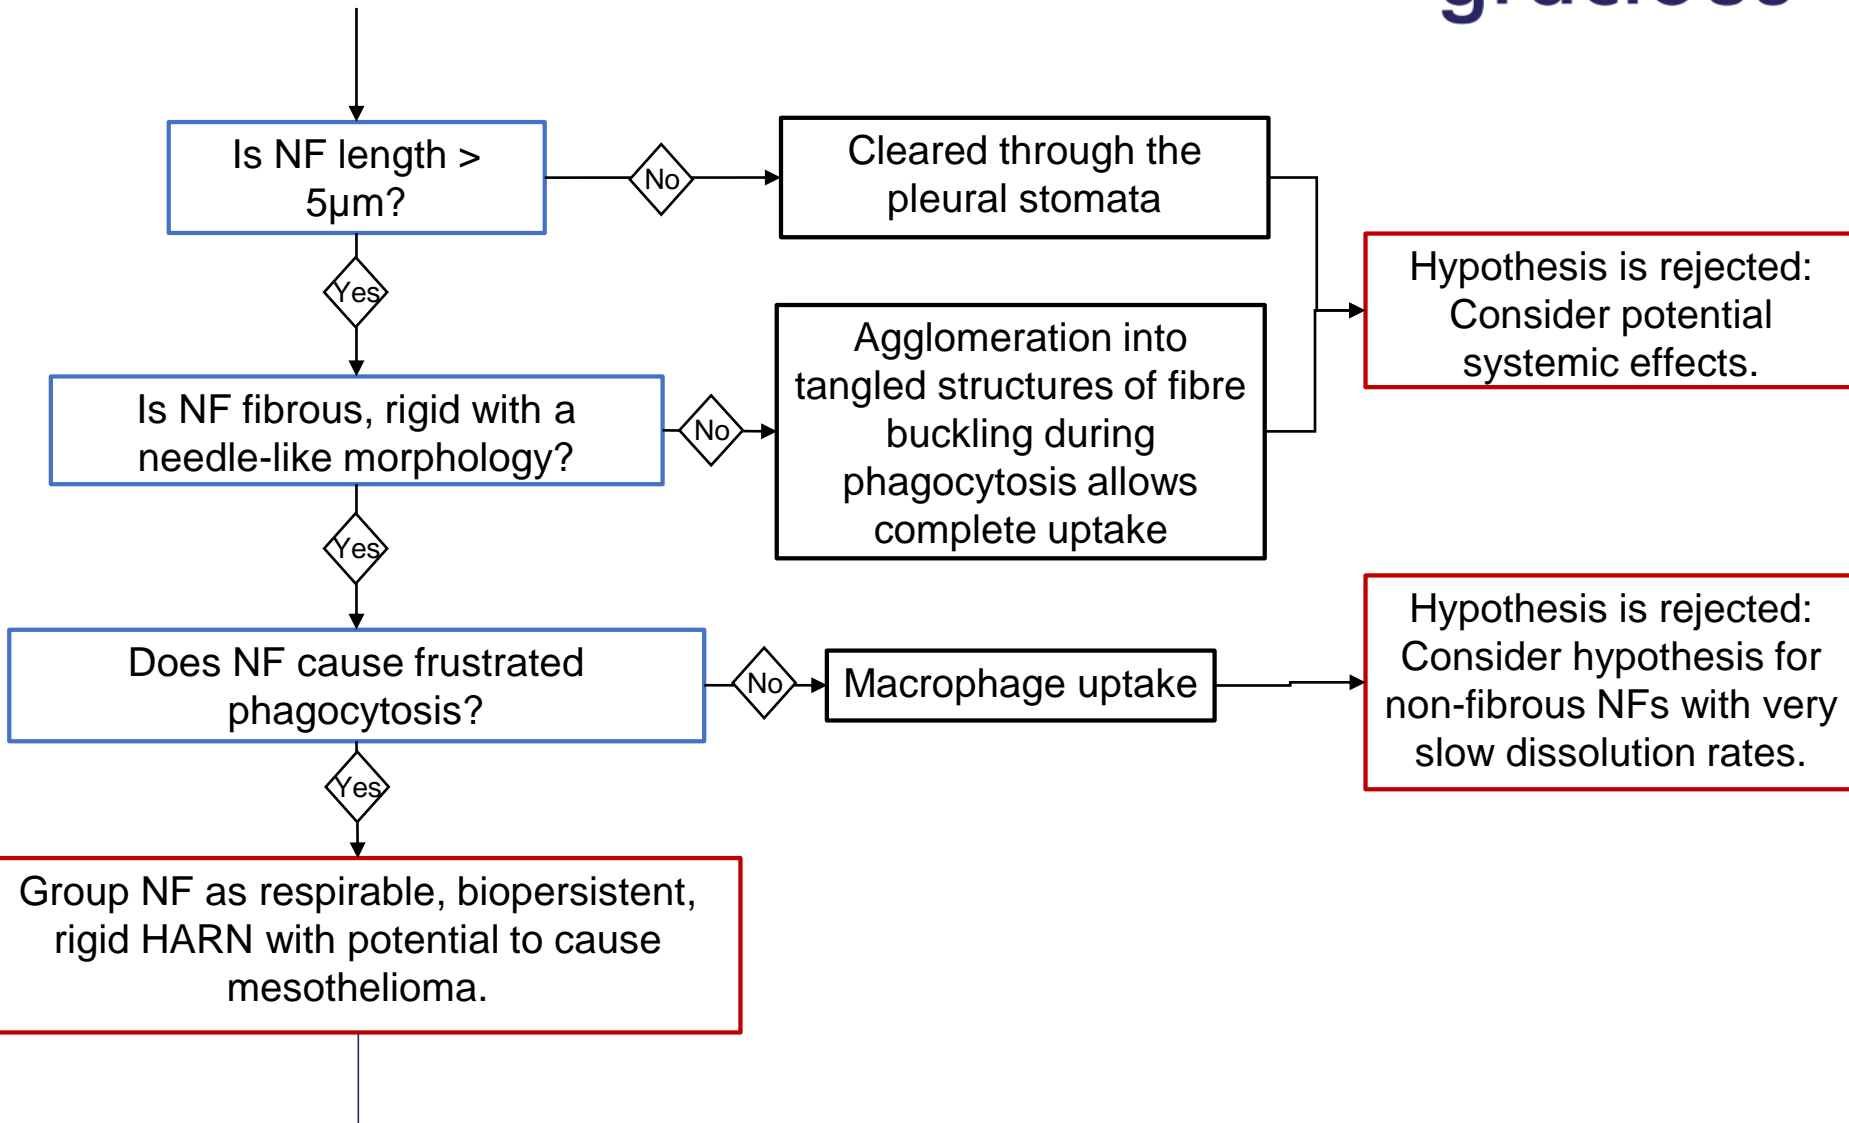 gracious
Is NF length >
5µm?
No
Cleared through the
pleural stomata
Yes
Hypothesis is rejected:
Consider potential
systemic effects.
Is NF fibrous, rigid with a
needle-like morphology?
No
Agglomeration into
tangled structures of fibre
buckling during
phagocytosis allows
complete uptake
Yes
Does NF cause frustrated
phagocytosis?
No
Macrophage uptake
Hypothesis is rejected:
Consider hypothesis for
non-fibrous NFs with very
slow dissolution rates.
Yes
Group NF as respirable, biopersistent,
rigid HARN with potential to cause
mesothelioma.